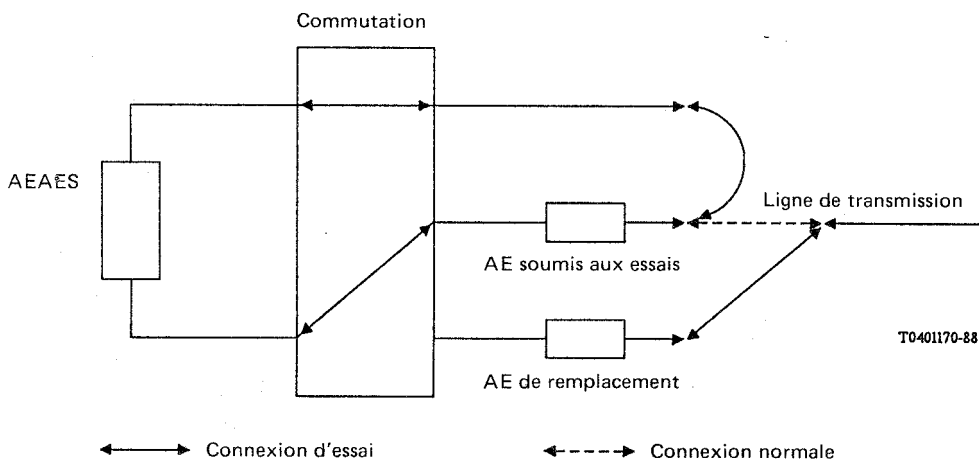 Commutation
AEAES
Ligne de transmission
AE soumis aux essais
T0401170-88
AE de remplacement
Connexion d'essai
Connexion normale